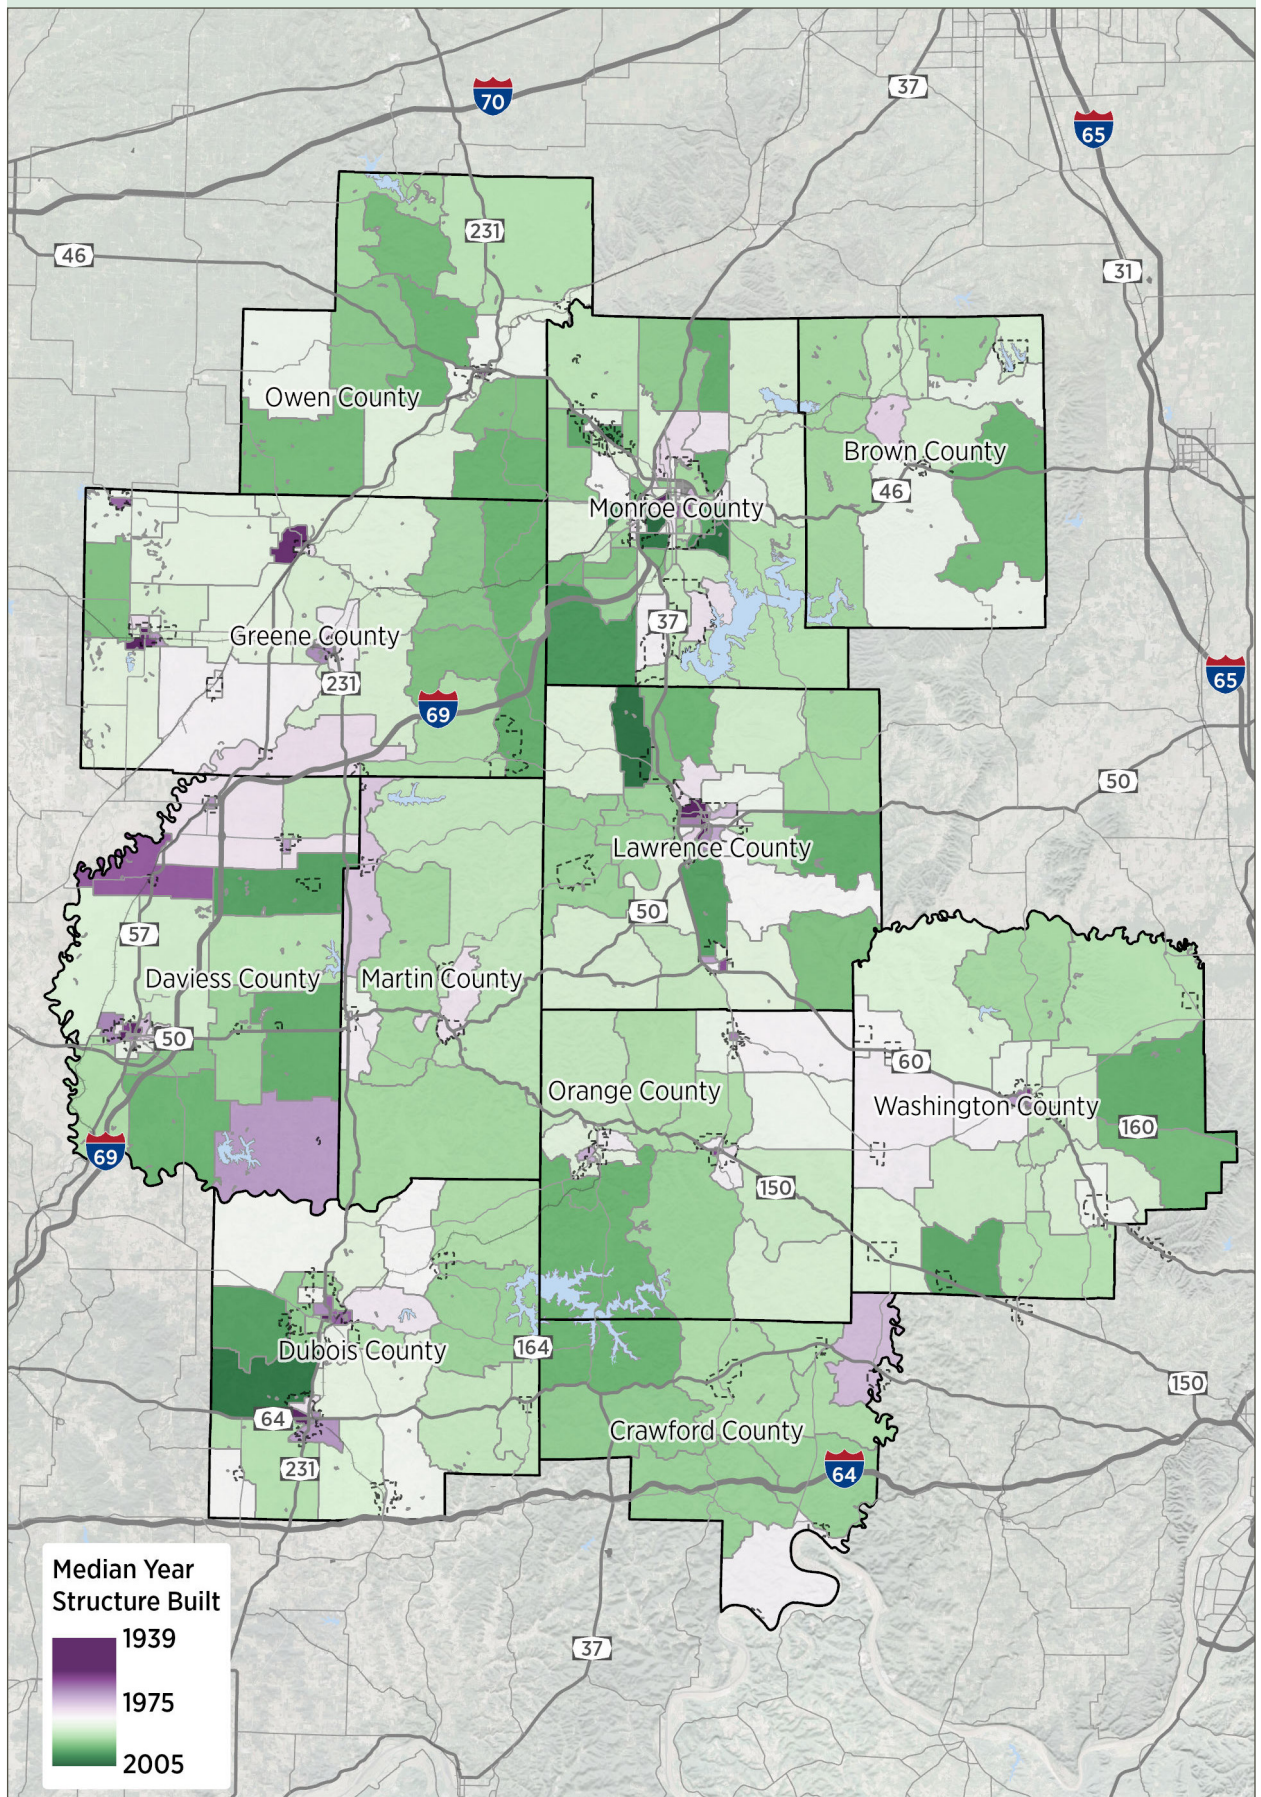 70
37
65
231
46
31
Owen County
Brown County
46
Monroe County
37
Greene County
231
69
65
50
Lawrence County
50
57
Daviess County
Martin County
50
60
Orange County
Washington County
160
69
150
164
Dubois County
150
64
Crawford County
231
64
Median Year
Structure Built
1939
1975
2005
37